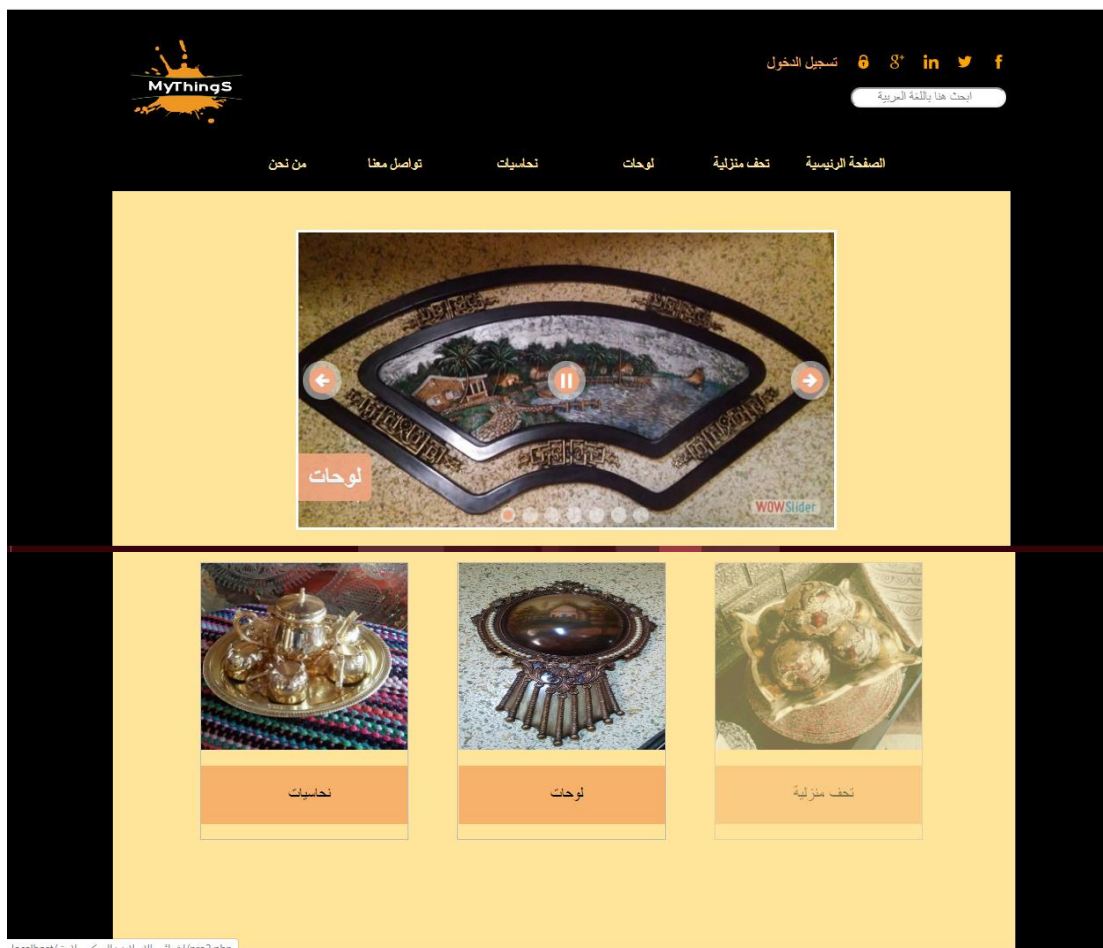 MyThingS
تسجيل الدخول
ابحث هنا باللغة العربية
الصفحة الرئيسية تحف منزلية لوحات نحاسيات تواصل معنا من نحن
لوحات
WOWSlider
تحف منزلية لوحات نحاسيات